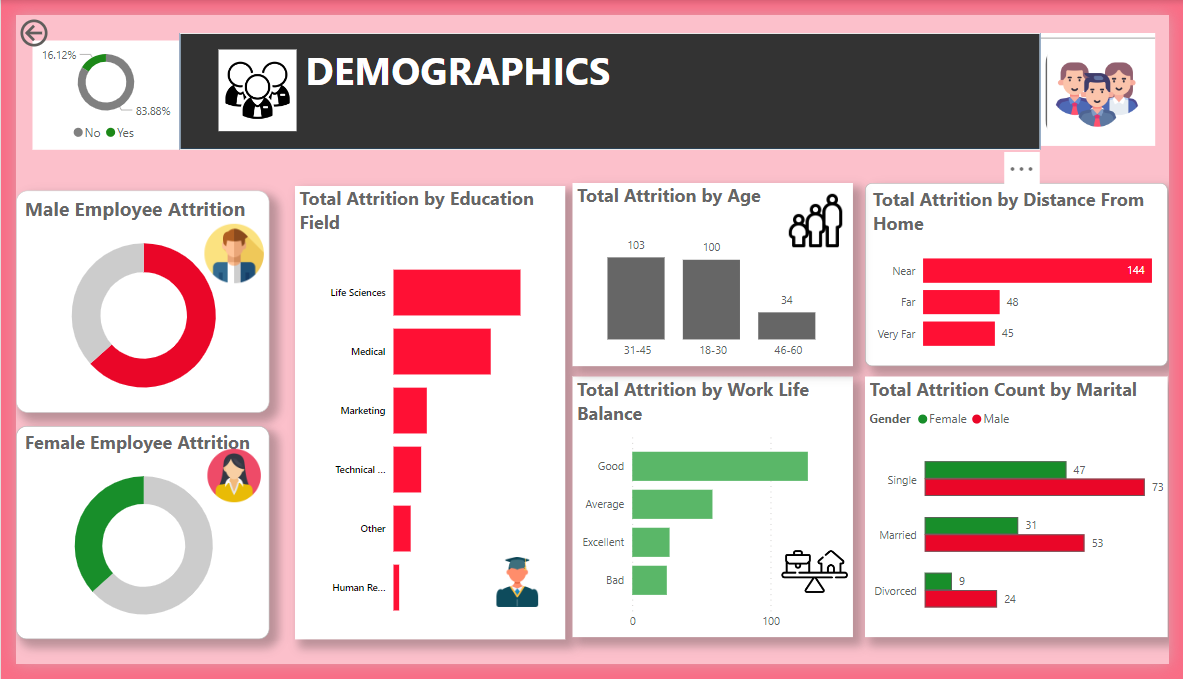 16.12%
83.88%
No Yes
DEMOGRAPHICS
Male Employee Attrition
Female Employee Attrition
Total Attrition by Education
Field
Life Sciences
Medical
Marketing
Technical ...
Other
Human Re...
Total Attrition by Age
103
100
34
31-45
18-30
46-60
Total Attrition by Work Life
Balance
Good
Average
Excellent
Bad
0
100
Total Attrition by Distance From
Home
Near
144
Far
48
Very Far
45
Total Attrition Count by Marital
Gender Female Male
Single
47
73
Married
31
53
Divorced
9
24